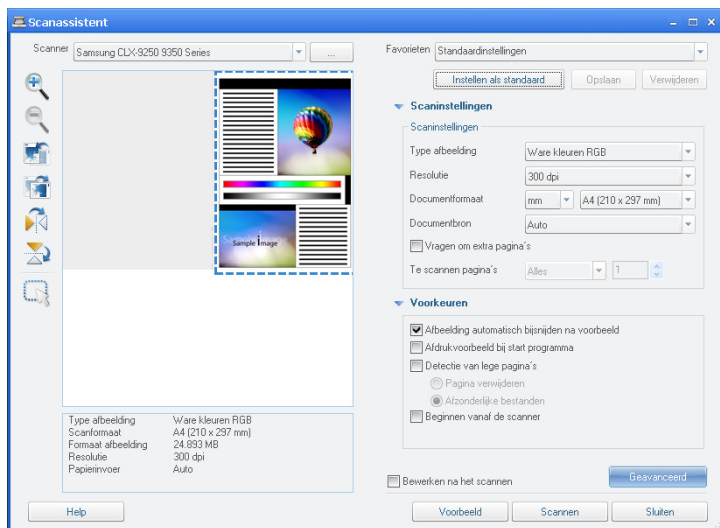 Scanassistent
Scanner Samsung CLX-9250 9350 Series ...
Sample Image
Type afbeelding Ware kleuren RGB
Scanformaat A4 (210 x 297 mm)
Formaat afbeelding 24.893 MB
Resolutie 300 dpi
Papierinvoer Auto
Help
Favorieten Standaardinstellingen
Instellen als standaard Opslaan Verwijderen
Scaninstellingen
Scaninstellingen
Type afbeelding Ware kleuren RGB
Resolutie 300 dpi
Documentformaat mm A4 (210 x 297 mm)
Documentbron Auto
Vragen om extra pagina´s
Te scannen pagina´s Alles 1
Voorkeuren
Afbeelding automatisch bijsnijden na voorbeeld
Afdrukvoorbeeld bij start programma
Detectie van lege pagina´s
Pagina verwijderen
Afzonderlijke bestanden
Beginnen vanaf de scanner
Bewerken na het scannen Geavanceerd
Voorbeeld Scannen Sluiten